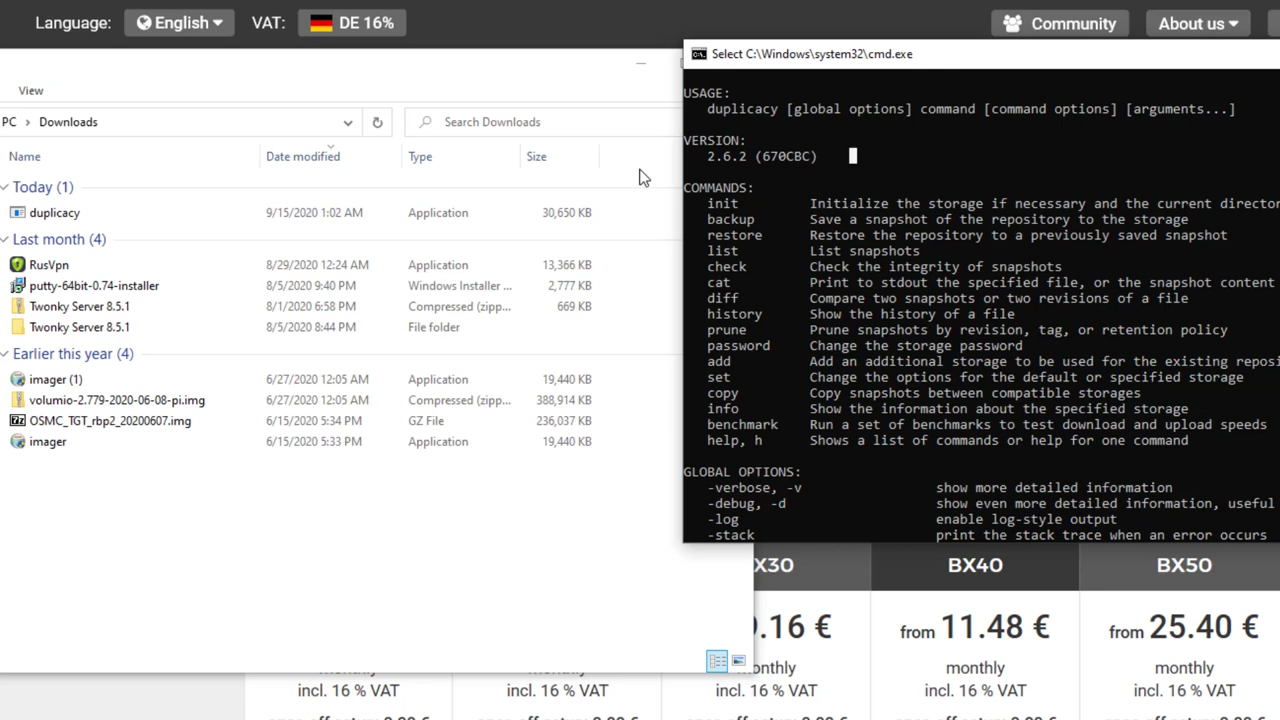 Language: English VAT: DE 16% Community About us
View
PC > Downloads
Search Downloads
Name Date modified Type Size
Today (1)
duplicacy 9/15/2020 1:02 AM Application 30,650 KB
Last month (4)
RusVpn 8/29/2020 12:24 AM Application 13,366 KB
putty-64bit-0.74-installer 8/5/2020 9:40 PM Windows Installer ... 2,777 KB
Twonky Server 8.5.1 8/1/2020 6:58 PM Compressed (zipp... 669 KB
Twonky Server 8.5.1 8/5/2020 8:44 PM File folder
Earlier this year (4)
imager (1) 6/27/2020 12:05 AM Application 19,440 KB
volumio-2.779-2020-06-08-pi.img 6/27/2020 12:05 AM Compressed (zipp... 388,914 KB
OSMC_TGT_rbp2_20200607.img 6/15/2020 5:34 PM GZ File 236,037 KB
imager 6/15/2020 5:33 PM Application 19,440 KB
Select C:\Windows\system32\cmd.exe
USAGE:
duplicacy [global options] command [command options] [arguments...]
VERSION:
2.6.2 (670CBC)
COMMANDS:
init Initialize the storage if necessary and the current director
backup Save a snapshot of the repository to the storage
restore Restore the repository to a previously saved snapshot
list List snapshots
check Check the integrity of snapshots
cat Print to stdout the specified file, or the snapshot content
diff Compare two snapshots or two revisions of a file
history Show the history of a file
prune Prune snapshots by revision, tag, or retention policy
password Change the storage password
add Add an additional storage to be used for the existing reposi
set Change the options for the default or specified storage
copy Copy snapshots between compatible storages
info Show the information about the specified storage
benchmark Run a set of benchmarks to test download and upload speeds
help, h Shows a list of commands or help for one command
GLOBAL OPTIONS:
-verbose, -v show more detailed information
-debug, -d show even more detailed information, useful
-log enable log-style output
-stack print the stack trace when an error occurs
X30 BX40 BX50
.16 € from 11.48 € from 25.40 €
monthly monthly monthly monthly monthly
incl. 16 % VAT incl. 16 % VAT incl. 16 % VAT incl. 16 % VAT incl. 16 % VAT